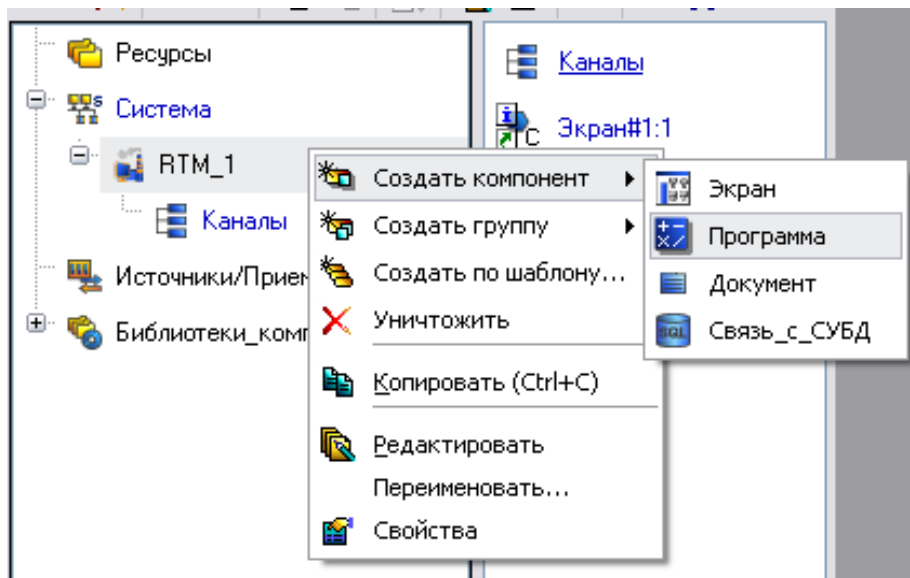 Ресурсы
Система
RTM_1
Каналы
Источники/Прием
Библиотеки_комп
Каналы
Экран#1:1
Создать компонент
Создать группу
Создать по шаблону...
Уничтожить
Копировать (Ctrl+C)
Редактировать
Переименовать...
Свойства
Экран
Программа
Документ
Связь_с_СУБД